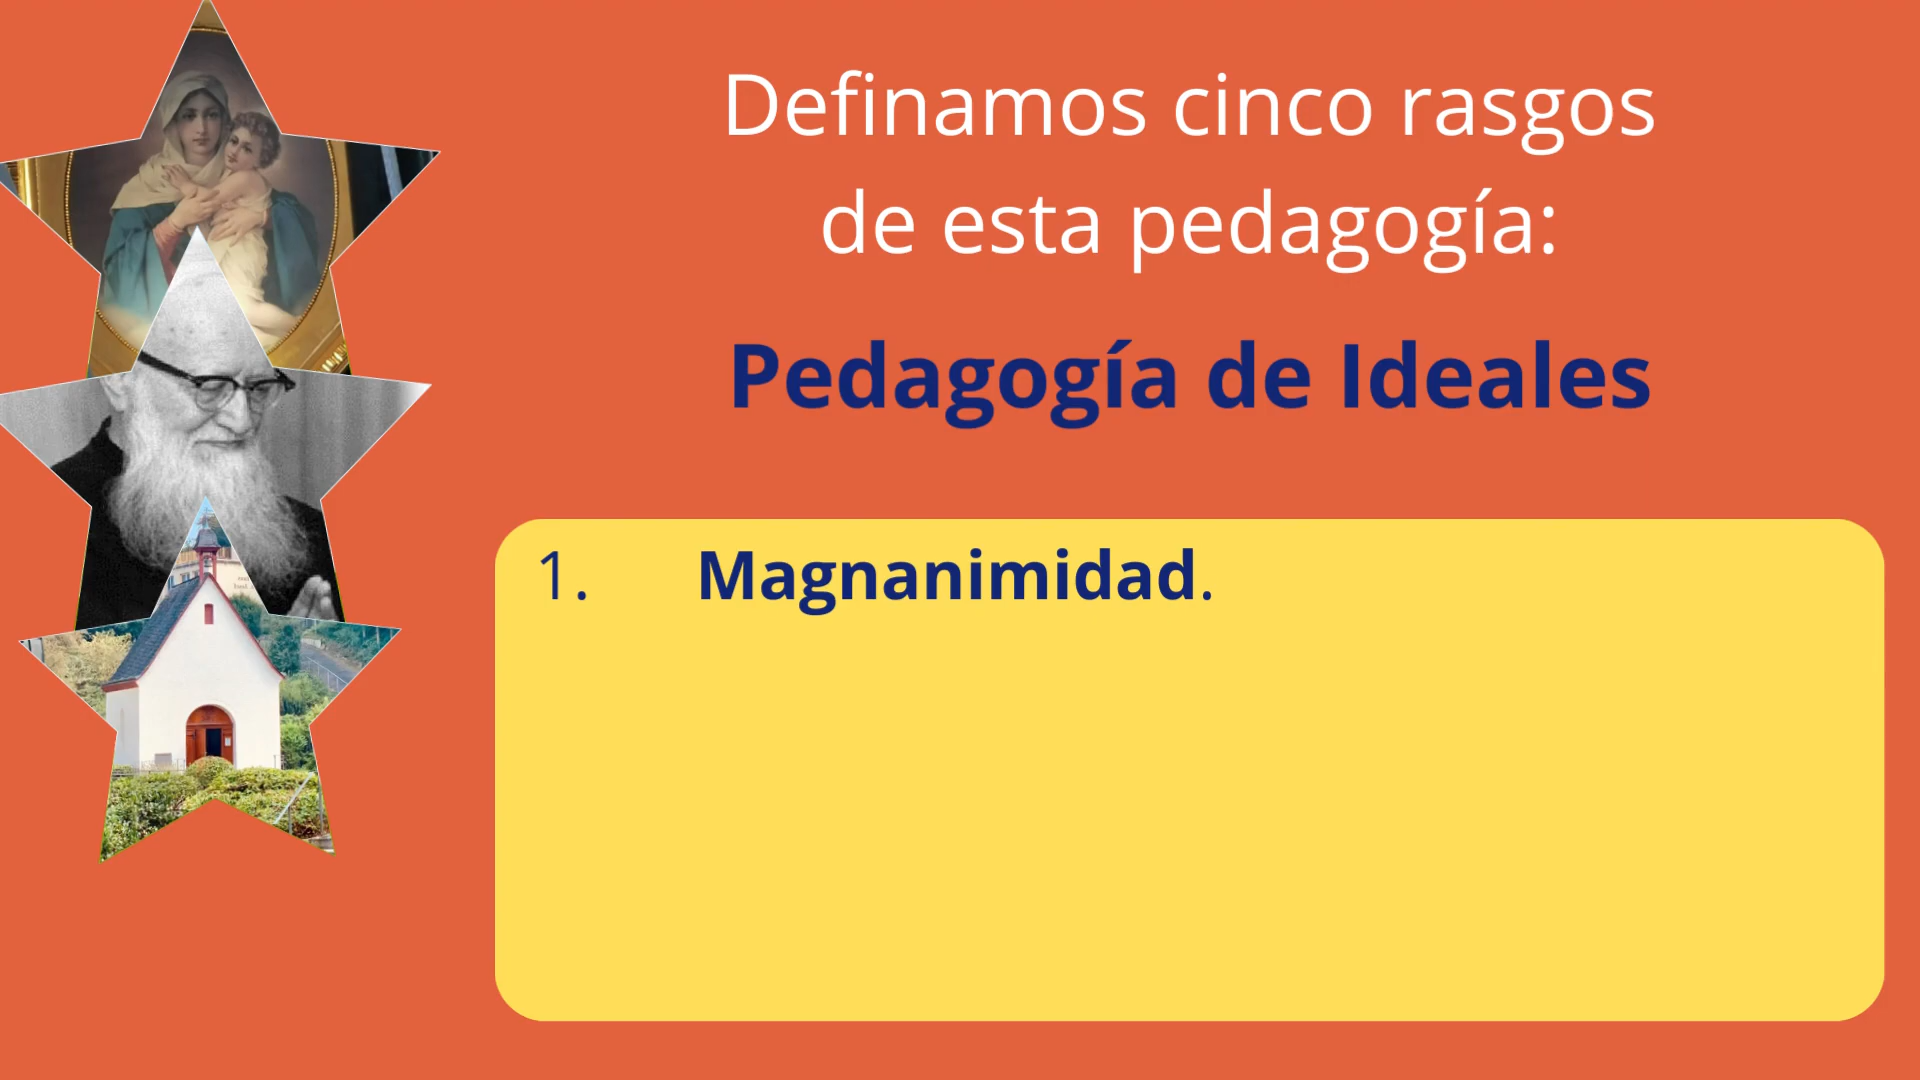 Definamos cinco rasgos
de esta pedagogía:
Pedagogía de Ideales
1. Magnanimidad.